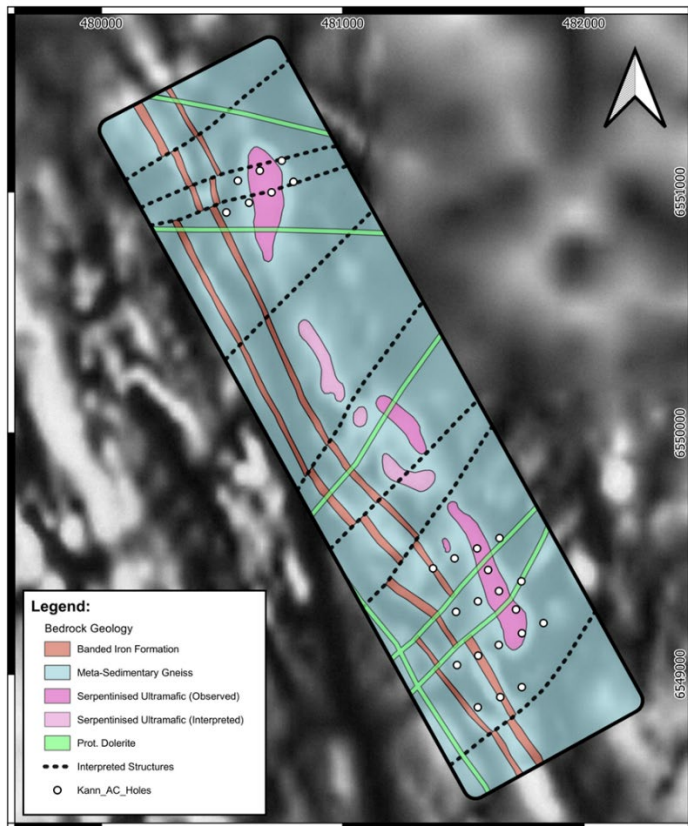 480000
481000
482000
6551000
6550000
6549000
Legend:
Bedrock Geology
Banded Iron Formation
Meta-Sedimentary Gneiss
Serpentinised Ultramafic (Observed)
Serpentinised Ultramafic (Interpreted)
Prot. Dolerite
Interpreted Structures
Kann_AC_Holes